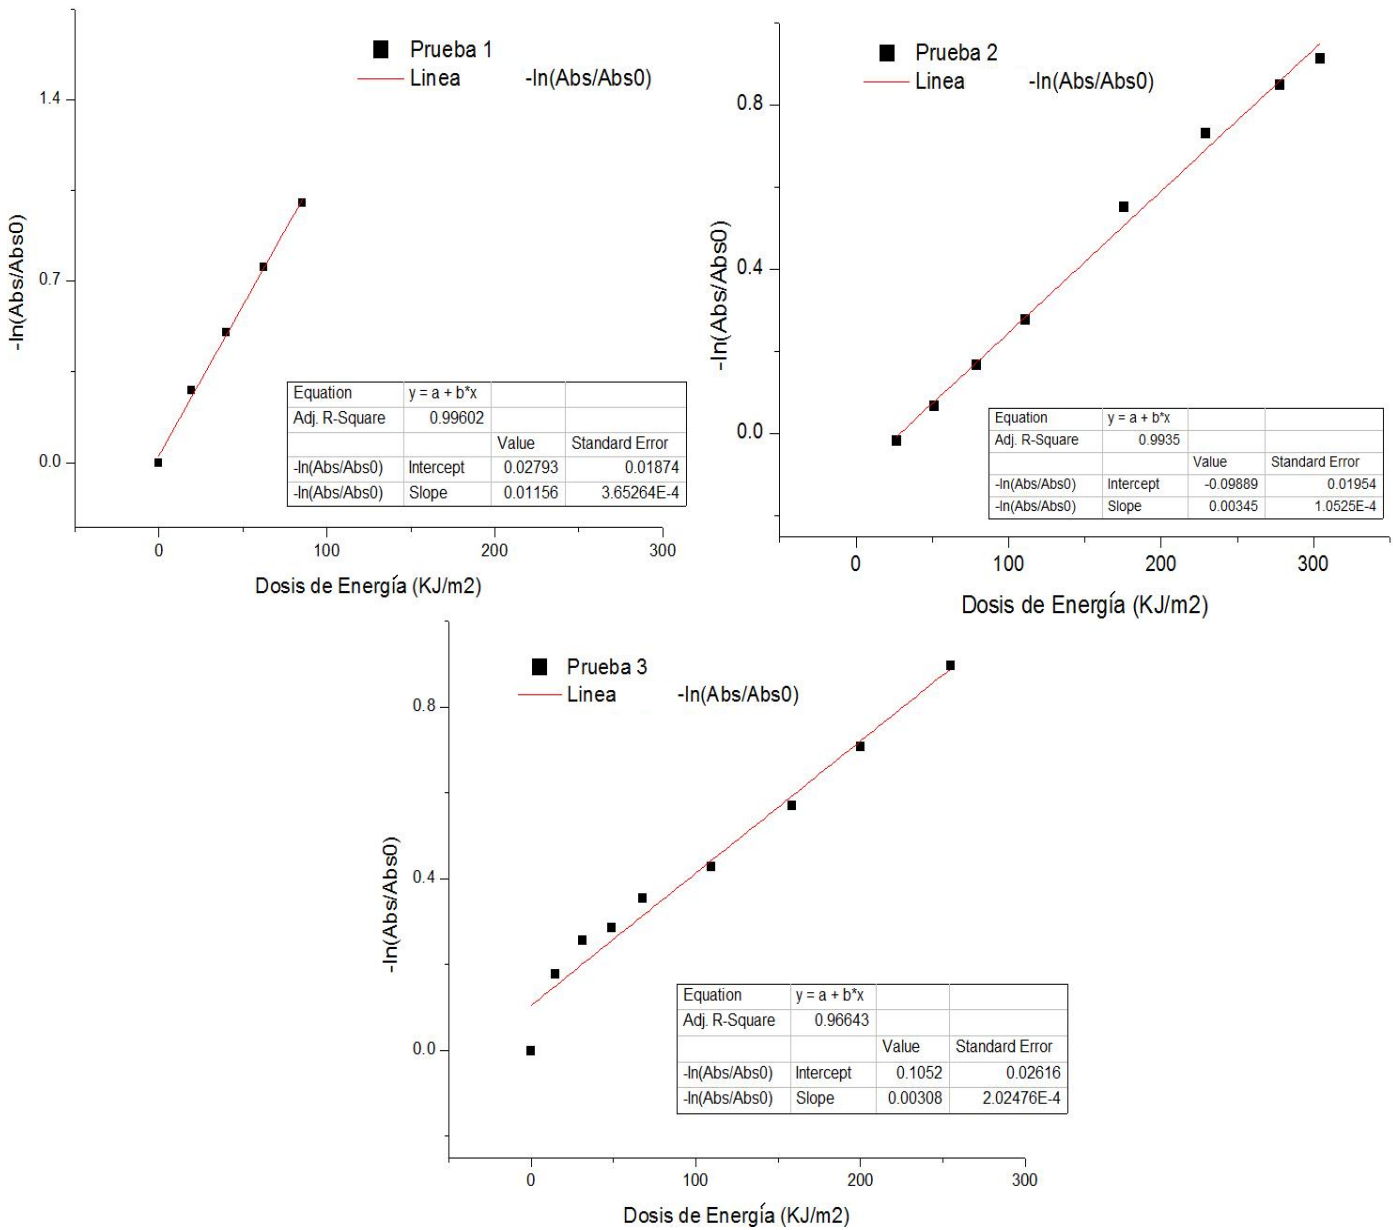 Prueba 1
Linea -ln(Abs/Abs0)
1.4
0.7
0.0
-ln(Abs/Abs0)
Equation y = a + b*x
Adj. R-Square 0.99602
Value Standard Error
-ln(Abs/Abs0) Intercept 0.02793 0.01874
-ln(Abs/Abs0) Slope 0.01156 3.65264E-4
0 100 200 300
Dosis de Energía (KJ/m2)
Prueba 2
Linea -ln(Abs/Abs0)
0.8
0.4
0.0
-ln(Abs/Abs0)
Equation y = a + b*x
Adj. R-Square 0.9935
Value Standard Error
-ln(Abs/Abs0) Intercept -0.09889 0.01954
-ln(Abs/Abs0) Slope 0.00345 1.0525E-4
0 100 200 300
Dosis de Energía (KJ/m2)
Prueba 3
Linea -ln(Abs/Abs0)
0.8
0.4
0.0
-ln(Abs/Abs0)
Equation y = a + b*x
Adj. R-Square 0.96643
Value Standard Error
-ln(Abs/Abs0) Intercept 0.1052 0.02616
-ln(Abs/Abs0) Slope 0.00308 2.02476E-4
0 100 200 300
Dosis de Energía (KJ/m2)